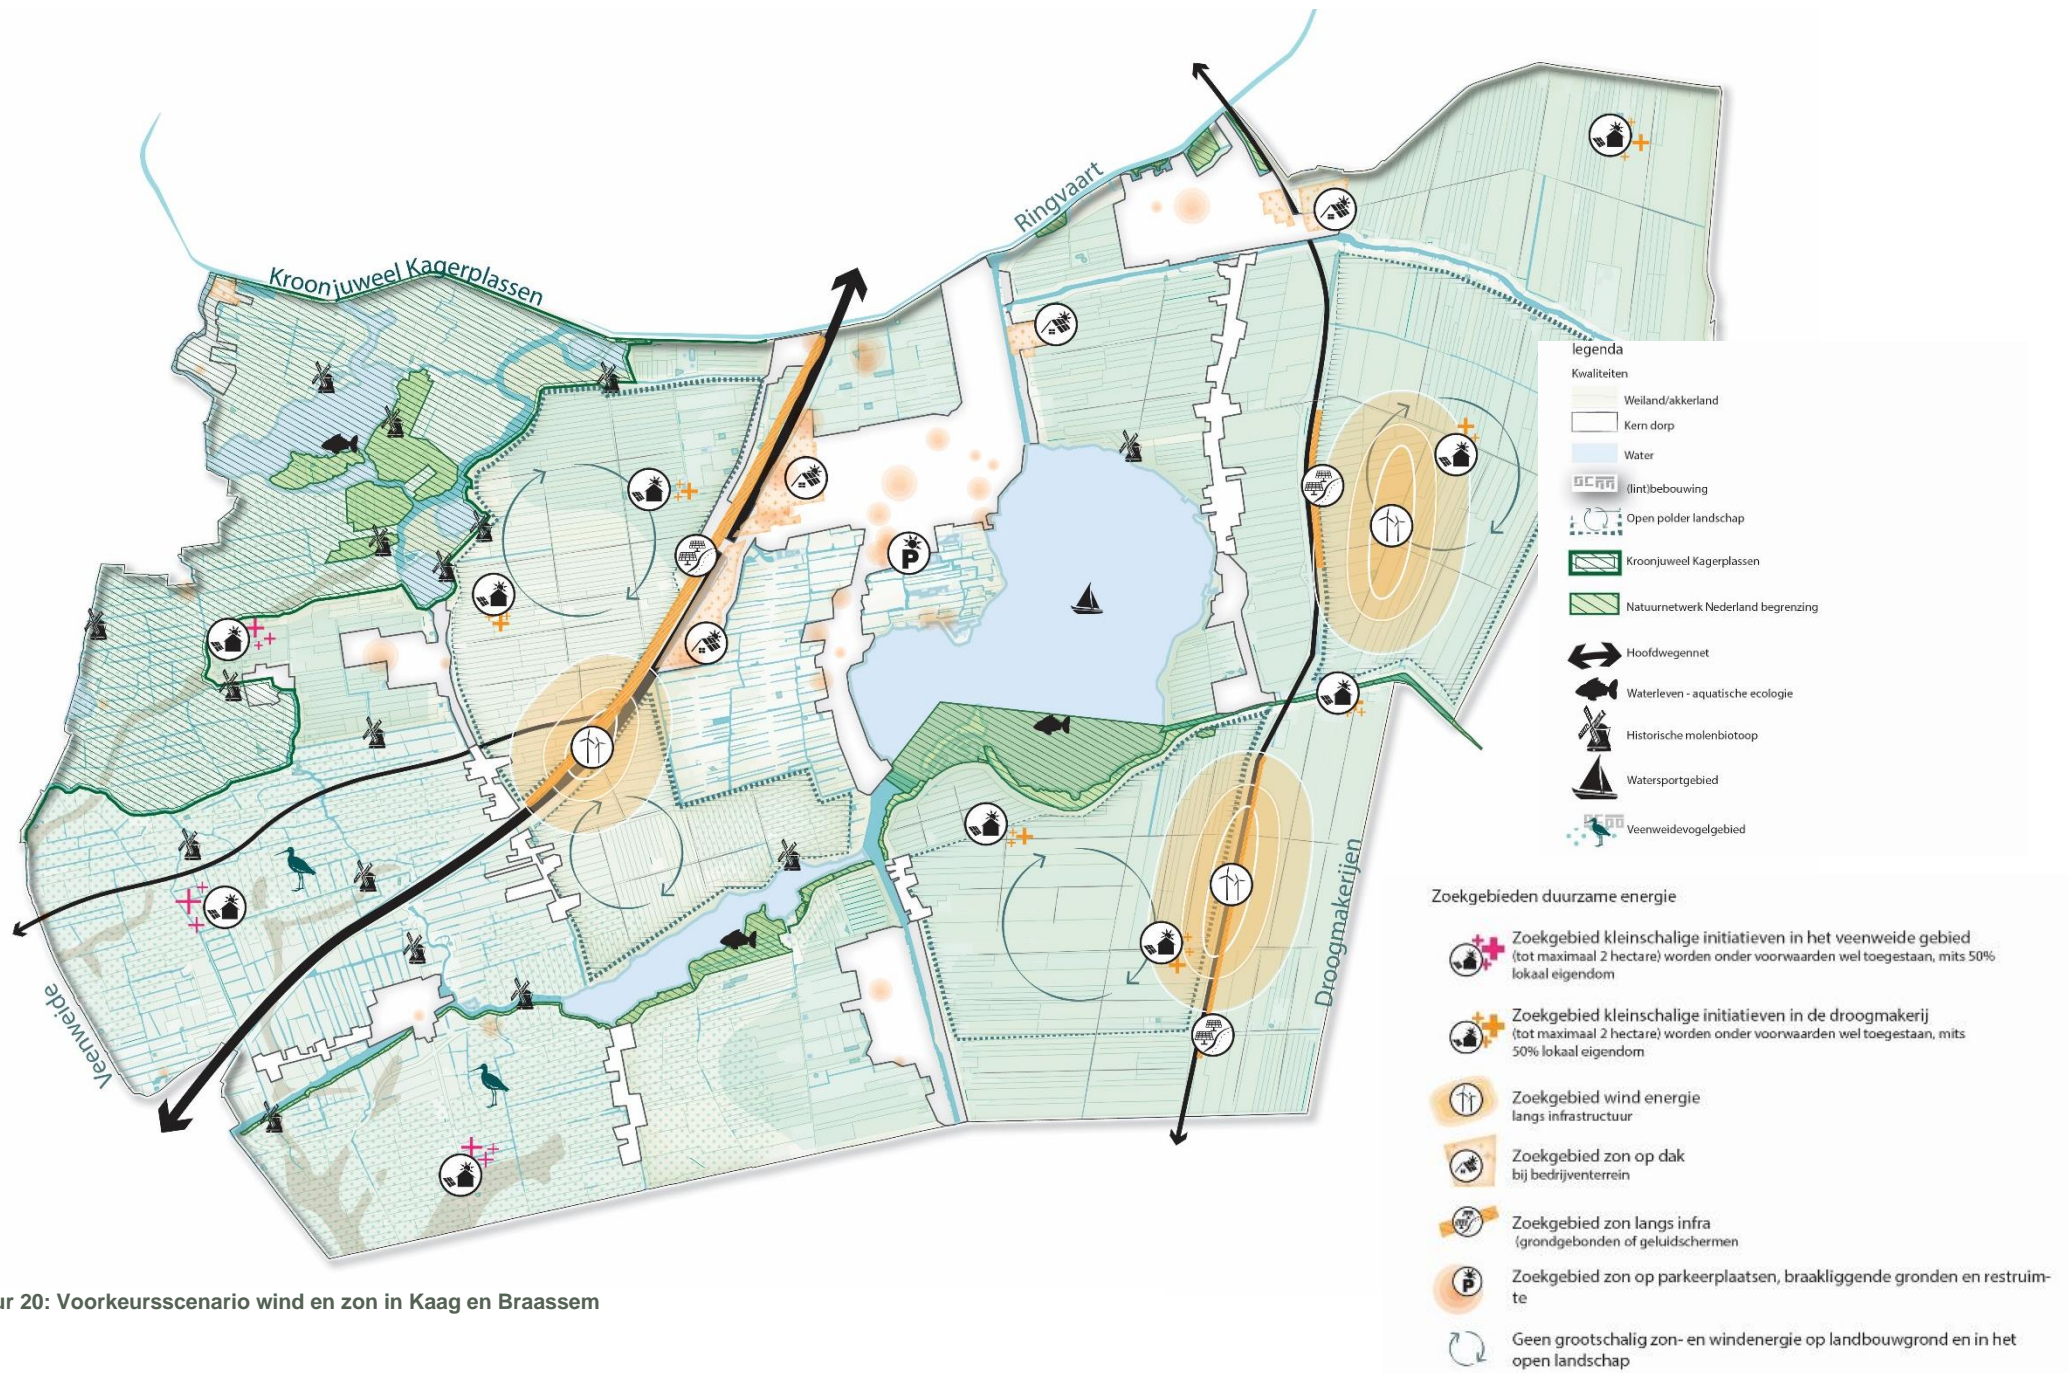 Kroonjuweel Kagerplassen
Ringvaart
Veenweide
Droogmakerijen
P
legenda
Kwaliteiten
Weiland/akkerland
Kern dorp
Water
(lint)bebouwing
Open polder landschap
Kroonjuweel Kagerplassen
Natuurnetwerk Nederland begrenzing
Hoofdwegennet
Waterleven - aquatische ecologie
Historische molenbiotoop
Watersportgebied
Veenweidevogelgebied
Zoekgebieden duurzame energie
Zoekgebied kleinschalige initiatieven in het veenweide gebied
(tot maximaal 2 hectare) worden onder voorwaarden wel toegestaan, mits 50%
lokaal eigendom
Zoekgebied kleinschalige initiatieven in de droogmakerij
(tot maximaal 2 hectare) worden onder voorwaarden wel toegestaan, mits
50% lokaal eigendom
Zoekgebied wind energie
langs infrastructuur
Zoekgebied zon op dak
bij bedrijventerrein
Zoekgebied zon langs infra
(grondgebonden of geluidschermen
P
Zoekgebied zon op parkeerplaatsen, braakliggende gronden en restruim-
te
Geen grootschalig zon- en windenergie op landbouwgrond en in het
open landschap
ur 20: Voorkeursscenario wind en zon in Kaag en Braassem